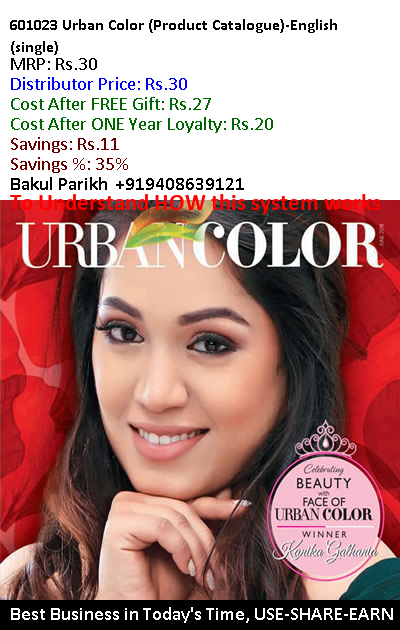 601023 Urban Color (Product Catalogue)-English
(single)
MRP: Rs.30
Distributor Price: Rs.30
Cost After FREE Gift: Rs.27
Cost After ONE Year Loyalty: Rs.20
Savings: Rs.11
Savings %: 35%
Bakul Parikh +919408639121
To Understand HOW this system works
URBANCOLOR
Celebrating
BEAUTY
with
FACE OF
URBAN COLOR
WINNER
Konika Galhania
Best Business in Today's Time, USE-SHARE-EARN